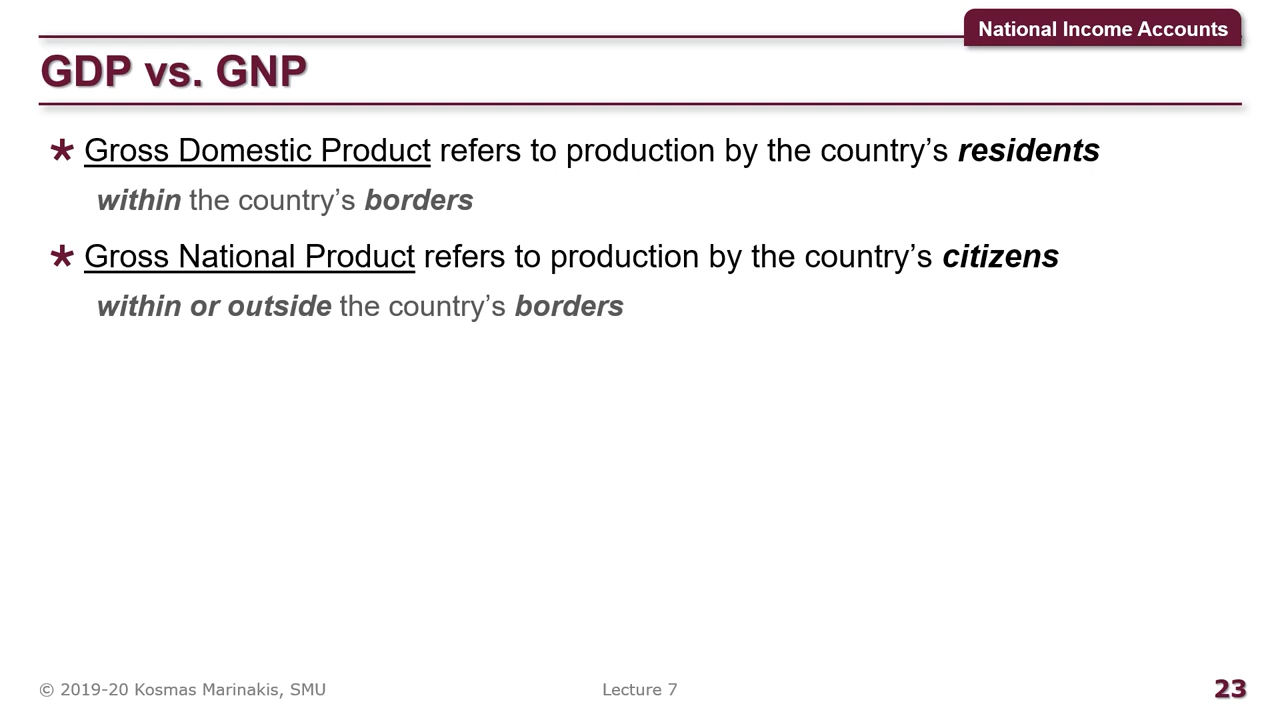 National Income Accounts
GDP vs. GNP
* Gross Domestic Product refers to production by the country’s residents
within the country’s borders
* Gross National Product refers to production by the country’s citizens
within or outside the country’s borders
© 2019-20 Kosmas Marinakis, SMU
Lecture 7
23